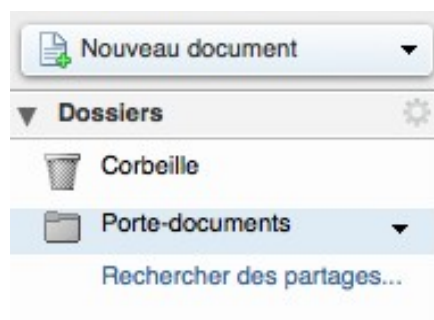 Nouveau document
Dossiers
Corbeille
Porte-documents
Rechercher des partages...